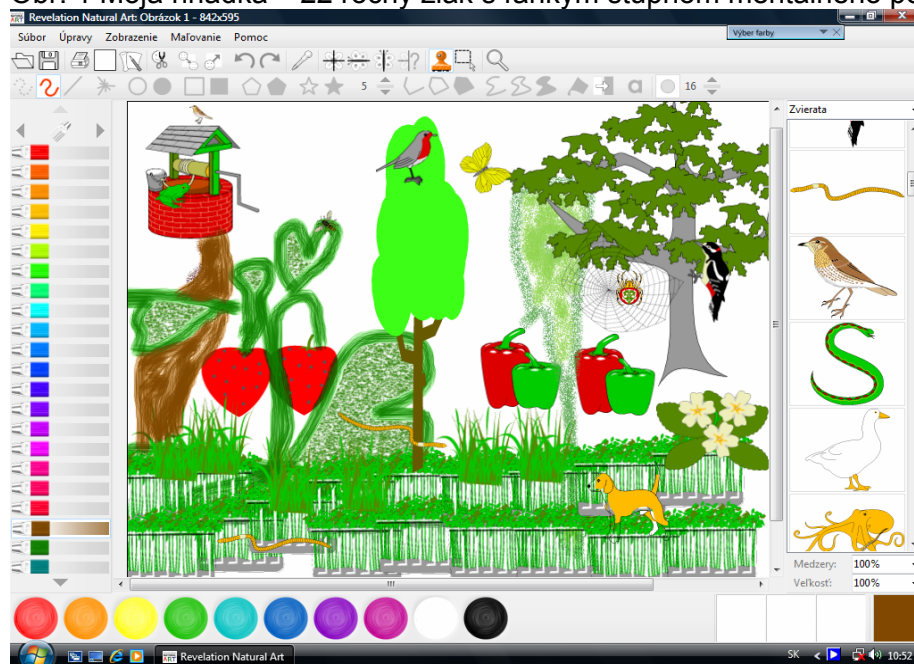 Revelation Natural Art: Obrázok 1 - 842x595
Súbor Úpravy Zobrazenie Maľovanie Pomoc
Výber farby
5
16
Zvierata
Medzery: 100%
Veľkosť: 100%
Revelation Natural Art
SK
10:52